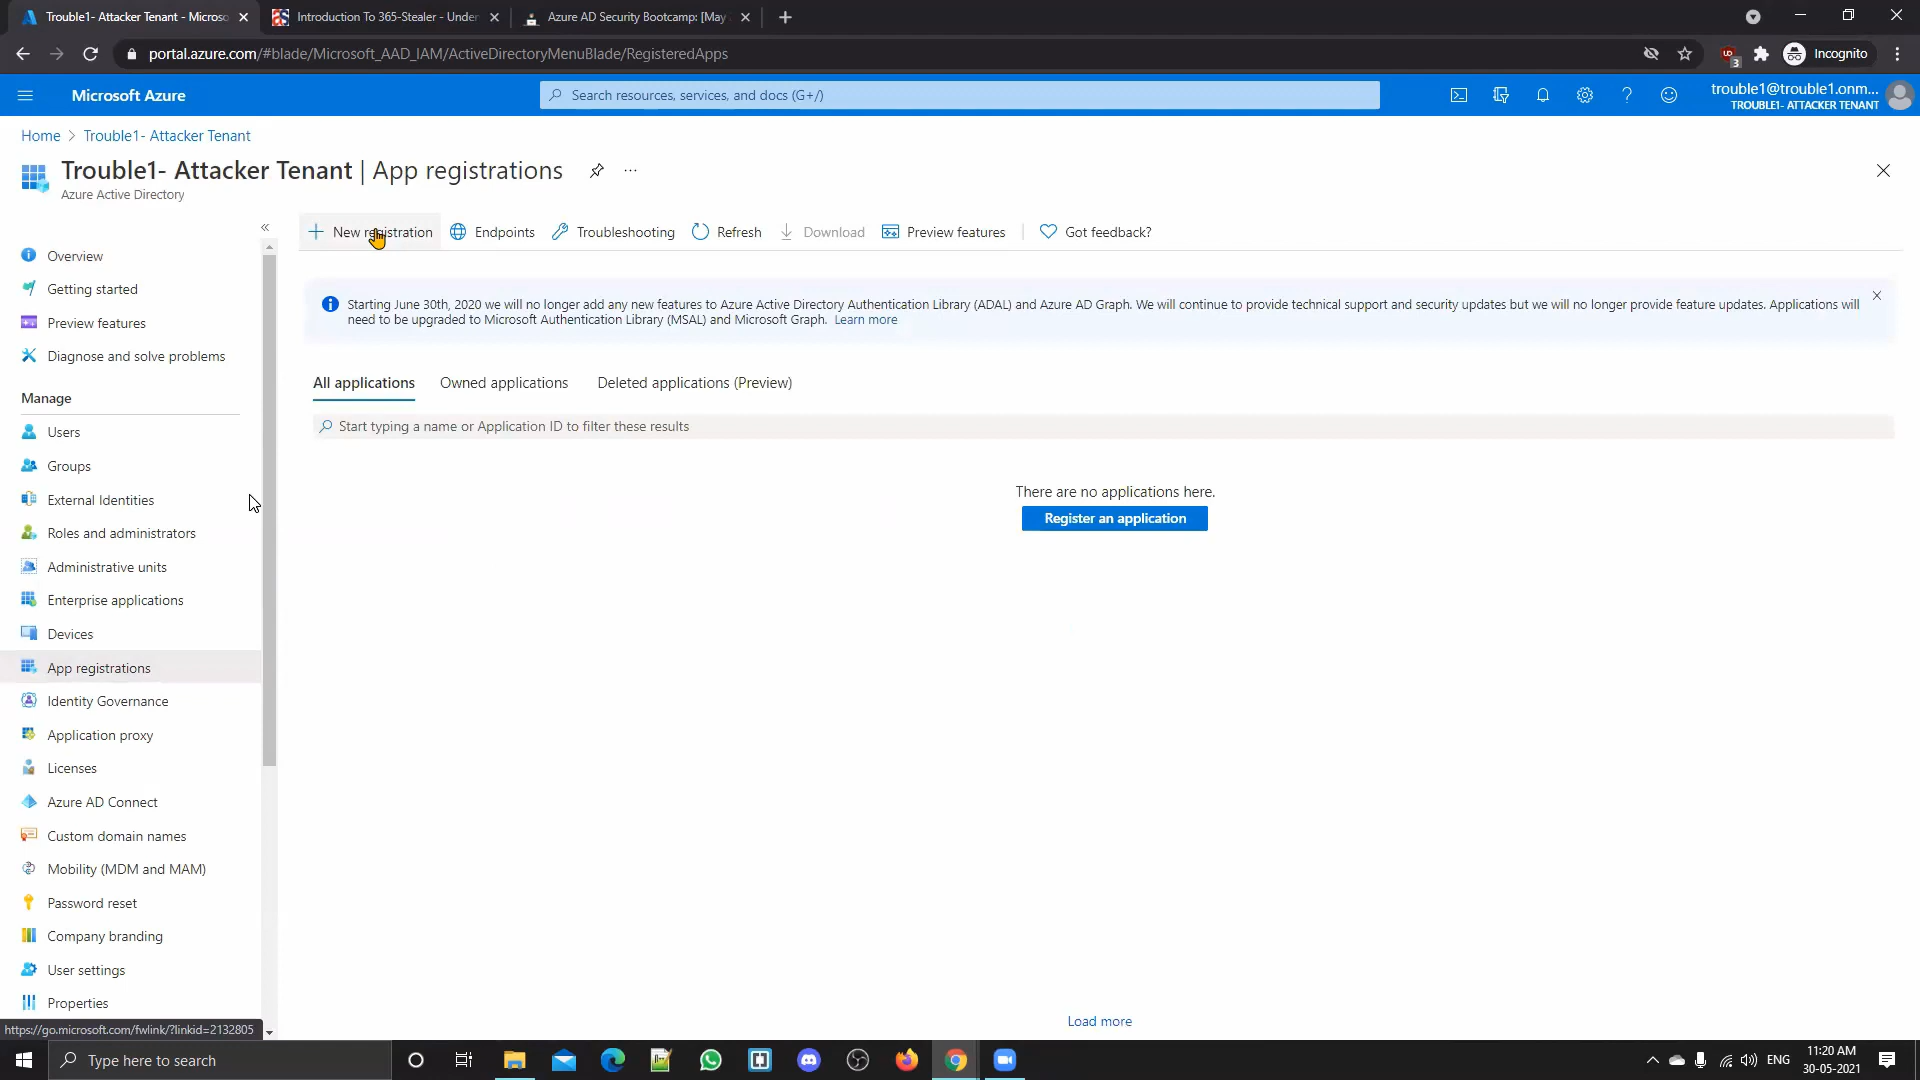 Trouble1- Attacker Tenant - Microso
Introduction To 365-Stealer - Under
Azure AD Security Bootcamp: [May
portal.azure.com/#blade/Microsoft_AAD_IAM/ActiveDirectoryMenuBlade/RegisteredApps
3
Incognito
Microsoft Azure
Search resources, services, and docs (G+/)
trouble1@trouble1.onm...
TROUBLE1- ATTACKER TENANT
Home > Trouble1- Attacker Tenant
Trouble1- Attacker Tenant | App registrations
Azure Active Directory
New registration
Endpoints
Troubleshooting
Refresh
Download
Preview features
Got feedback?
Overview
Getting started
Preview features
Diagnose and solve problems
Manage
Users
Groups
External Identities
Roles and administrators
Administrative units
Enterprise applications
Devices
App registrations
Identity Governance
Application proxy
Licenses
Azure AD Connect
Custom domain names
Mobility (MDM and MAM)
Password reset
Company branding
User settings
Properties
Starting June 30th, 2020 we will no longer add any new features to Azure Active Directory Authentication Library (ADAL) and Azure AD Graph. We will continue to provide technical support and security updates but we will no longer provide feature updates. Applications will
need to be upgraded to Microsoft Authentication Library (MSAL) and Microsoft Graph. Learn more
All applications
Owned applications
Deleted applications (Preview)
Start typing a name or Application ID to filter these results
There are no applications here.
Register an application
Load more
https://go.microsoft.com/fwlink/?linkid=2132805
Type here to search
ENG
11:20 AM
30-05-2021